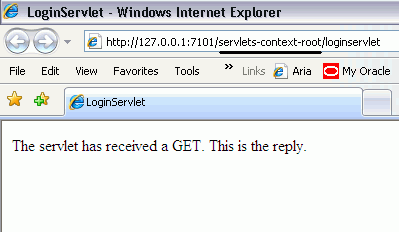 LoginServlet - Windows Internet Explorer
http://127.0.0.1:7101/servlets-context-root/loginservlet
File Edit View Favorites Tools » Links Aria My Oracle
LoginServlet
The servlet has received a GET. This is the reply.